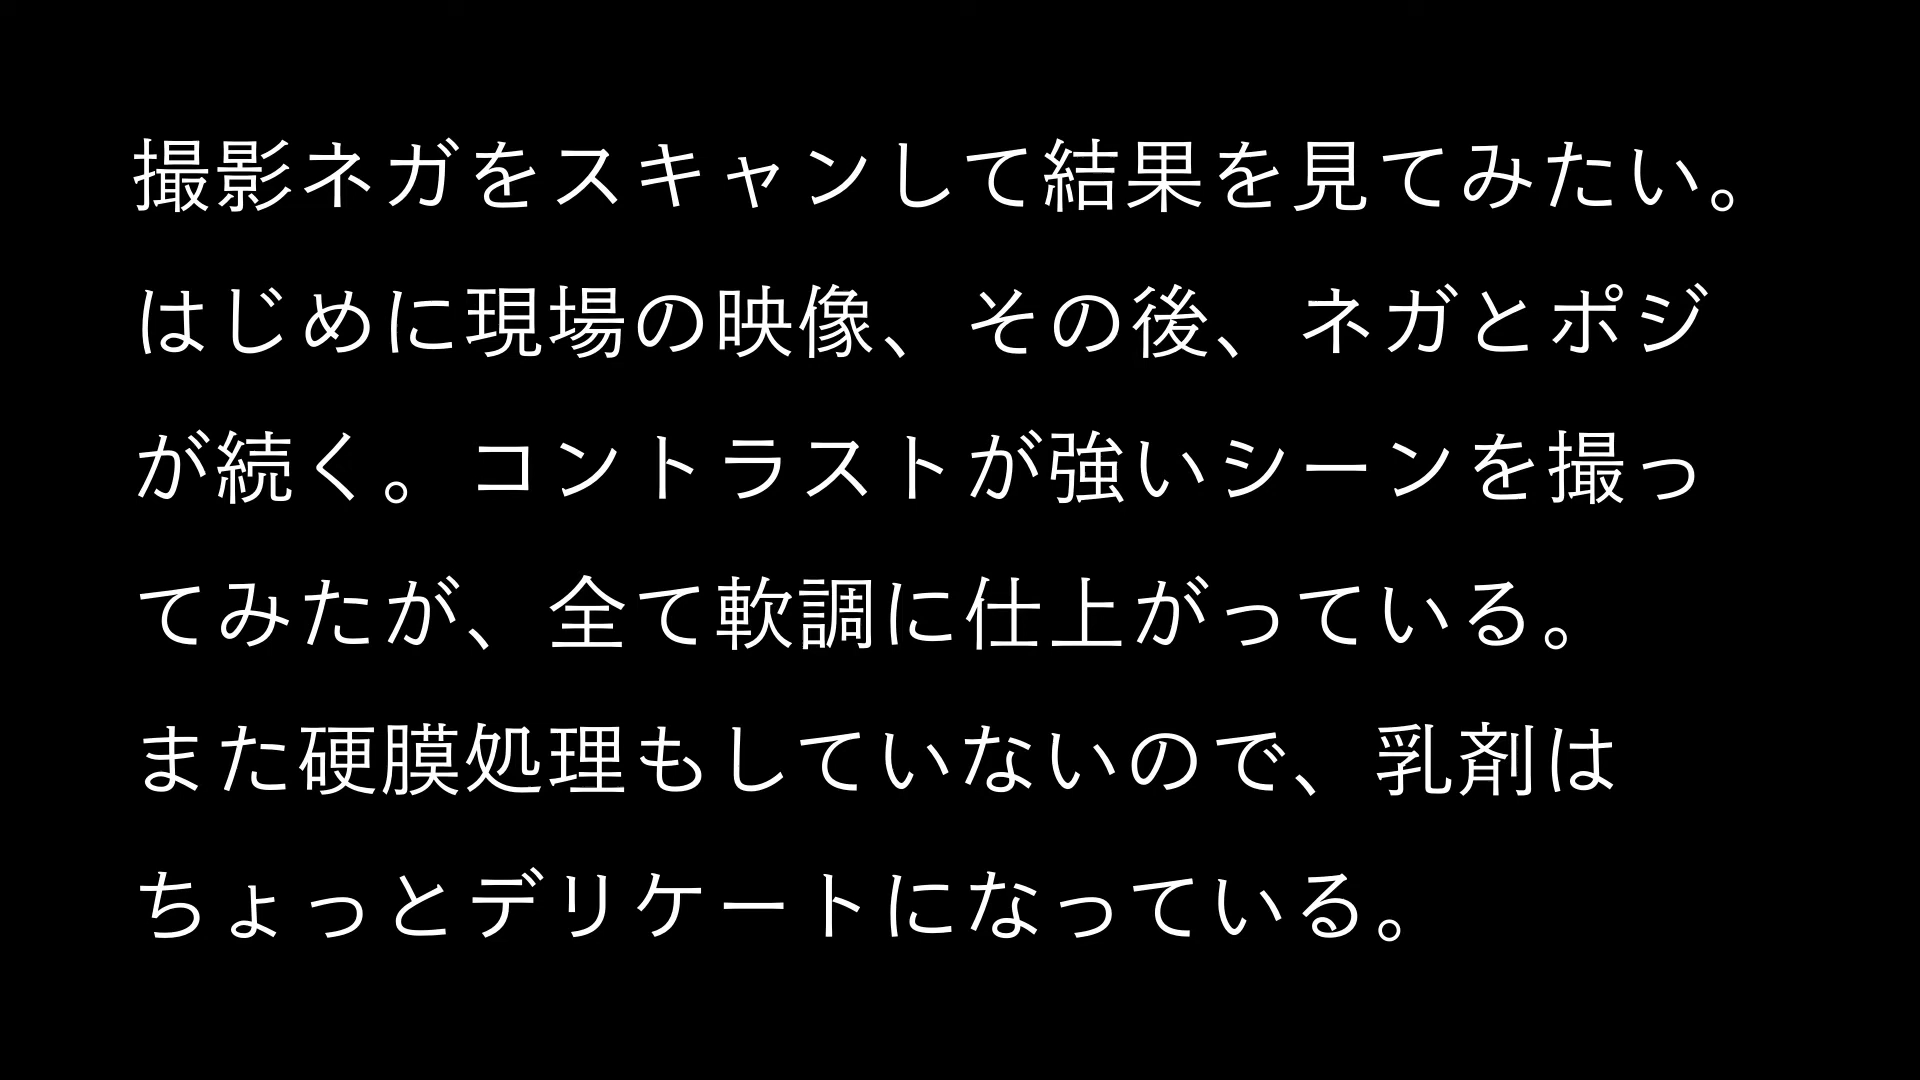 撮影ネガをスキャンして結果を見てみたい。
はじめに現場の映像、その後、ネガとポジ
が続く。コントラストが強いシーンを撮っ
てみたが、全て軟調に仕上がっている。
また硬膜処理もしていないので、乳剤は
ちょっとデリケートになっている。